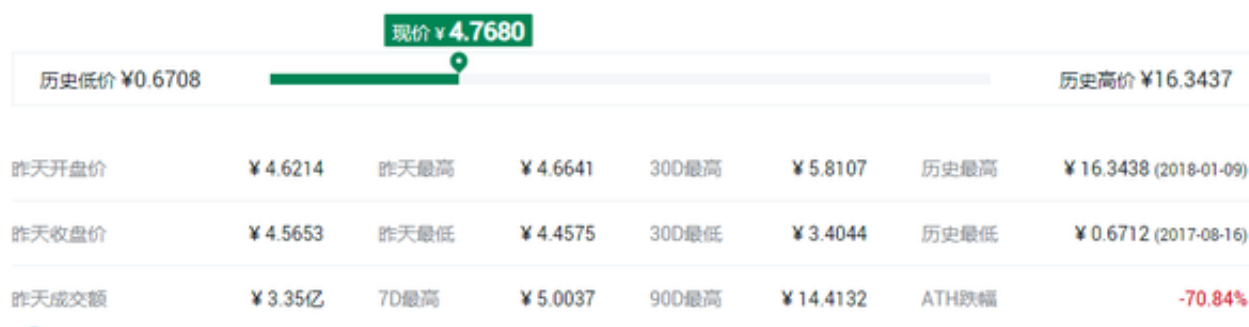 现价 ¥ 4.7680
历史低价 ¥0.6708 历史高价 ¥16.3437
昨天开盘价 ¥ 4.6214 昨天最高 ¥ 4.6641 30D最高 ¥ 5.8107 历史最高 ¥ 16.3438 (2018-01-09)
昨天收盘价 ¥ 4.5653 昨天最低 ¥ 4.4575 30D最低 ¥ 3.4044 历史最低 ¥ 0.6712 (2017-08-16)
昨天成交额 ¥ 3.35亿 7D最高 ¥ 5.0037 90D最高 ¥ 14.4132 ATH跌幅 -70.84%